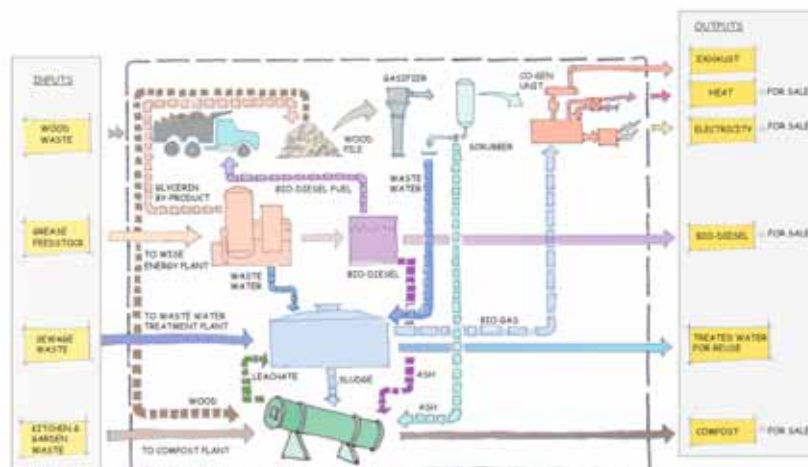 INPUTS
WOOD
WASTE
GREASE
FEEDSTOCK
SEWAGE
WASTE
KITCHEN &
GARDEN
WASTE
GASIFIER
CO-GEN
UNIT
WOOD
PILE
SCRUBBER
GLYCERIN
BY-PRODUCT
BIO-DIESEL FUEL
WASTE
WATER
TO WISE
ENERGY PLANT
WASTE
WATER
BIO-DIESEL
TO WASTE WATER
TREATMENT PLANT
BIO-GAS
LEACHATE
SLUDGE
ASH
WOOD
ASH
TO COMPOST PLANT
OUTPUTS
EXHAUST
HEAT
FOR SALE
ELECTRICITY
FOR SALE
BIO-DIESEL
FOR SALE
TREATED WATER
FOR REUSE
COMPOST
FOR SALE